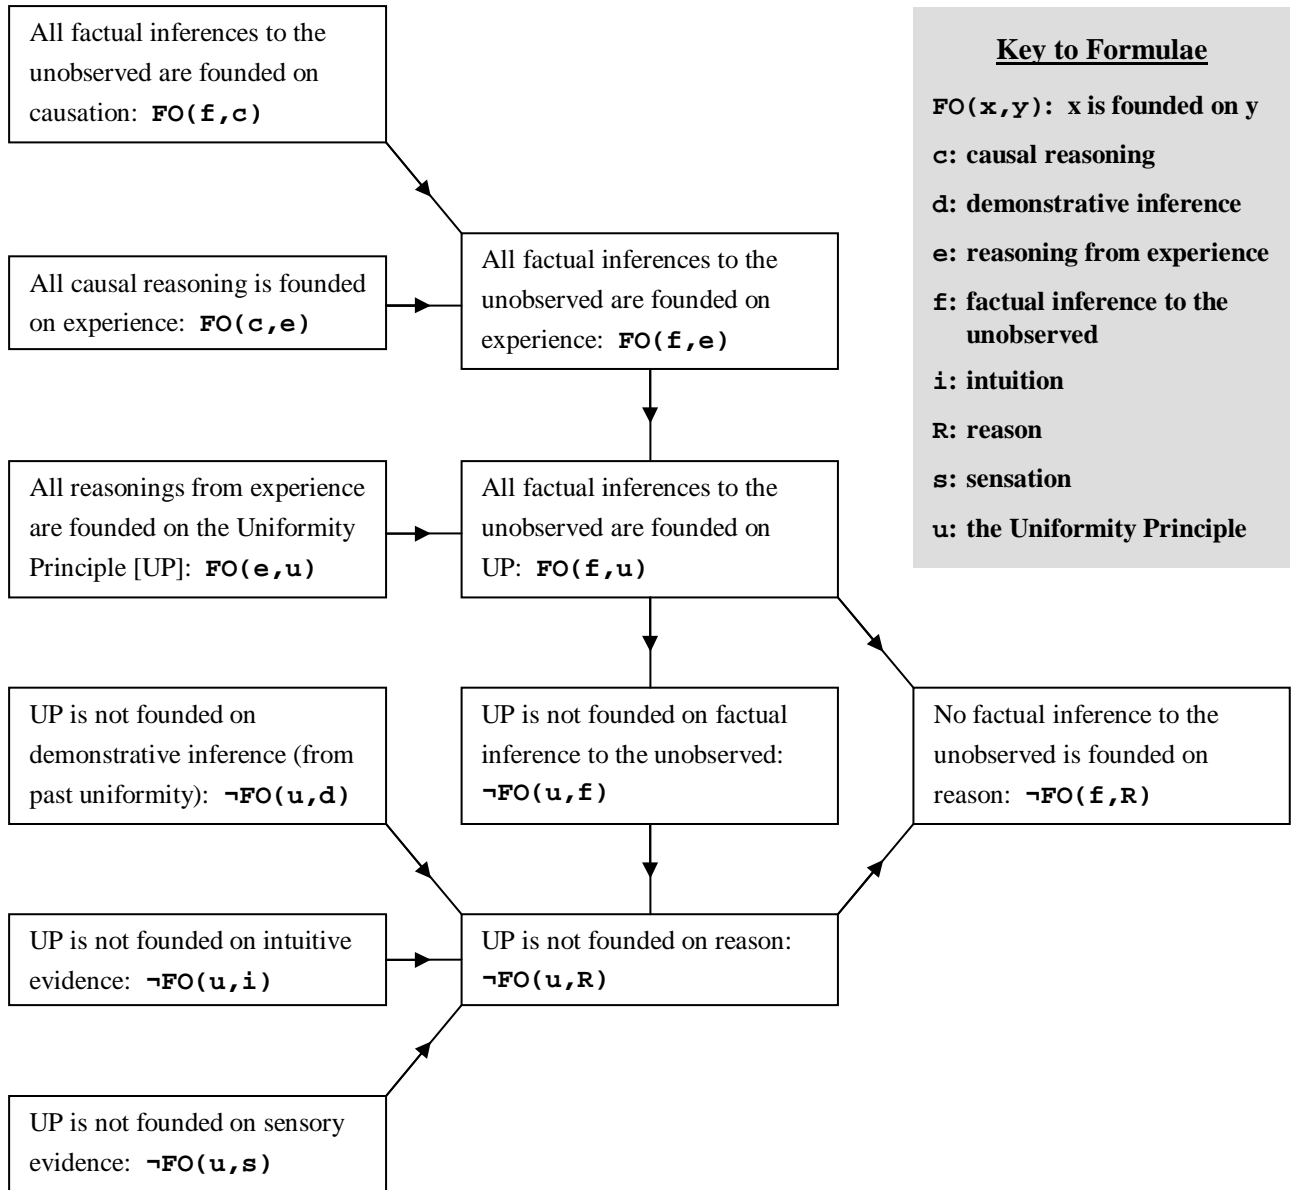 All factual inferences to the
unobserved are founded on
causation: FO(f,c)
Key to Formulae
FO(x,y): x is founded on y
c: causal reasoning
d: demonstrative inference
e: reasoning from experience
f: factual inference to the
unobserved
i: intuition
R: reason
s: sensation
u: the Uniformity Principle
All causal reasoning is founded
on experience: FO(c,e)
All factual inferences to the
unobserved are founded on
experience: FO(f,e)
All reasonings from experience
are founded on the Uniformity
Principle [UP]: FO(e,u)
All factual inferences to the
unobserved are founded on
UP: FO(f,u)
UP is not founded on
demonstrative inference (from
past uniformity): ¬FO(u,d)
UP is not founded on factual
inference to the unobserved:
¬FO(u,f)
No factual inference to the
unobserved is founded on
reason: ¬FO(f,R)
UP is not founded on intuitive
evidence: ¬FO(u,i)
UP is not founded on reason:
¬FO(u,R)
UP is not founded on sensory
evidence: ¬FO(u,s)